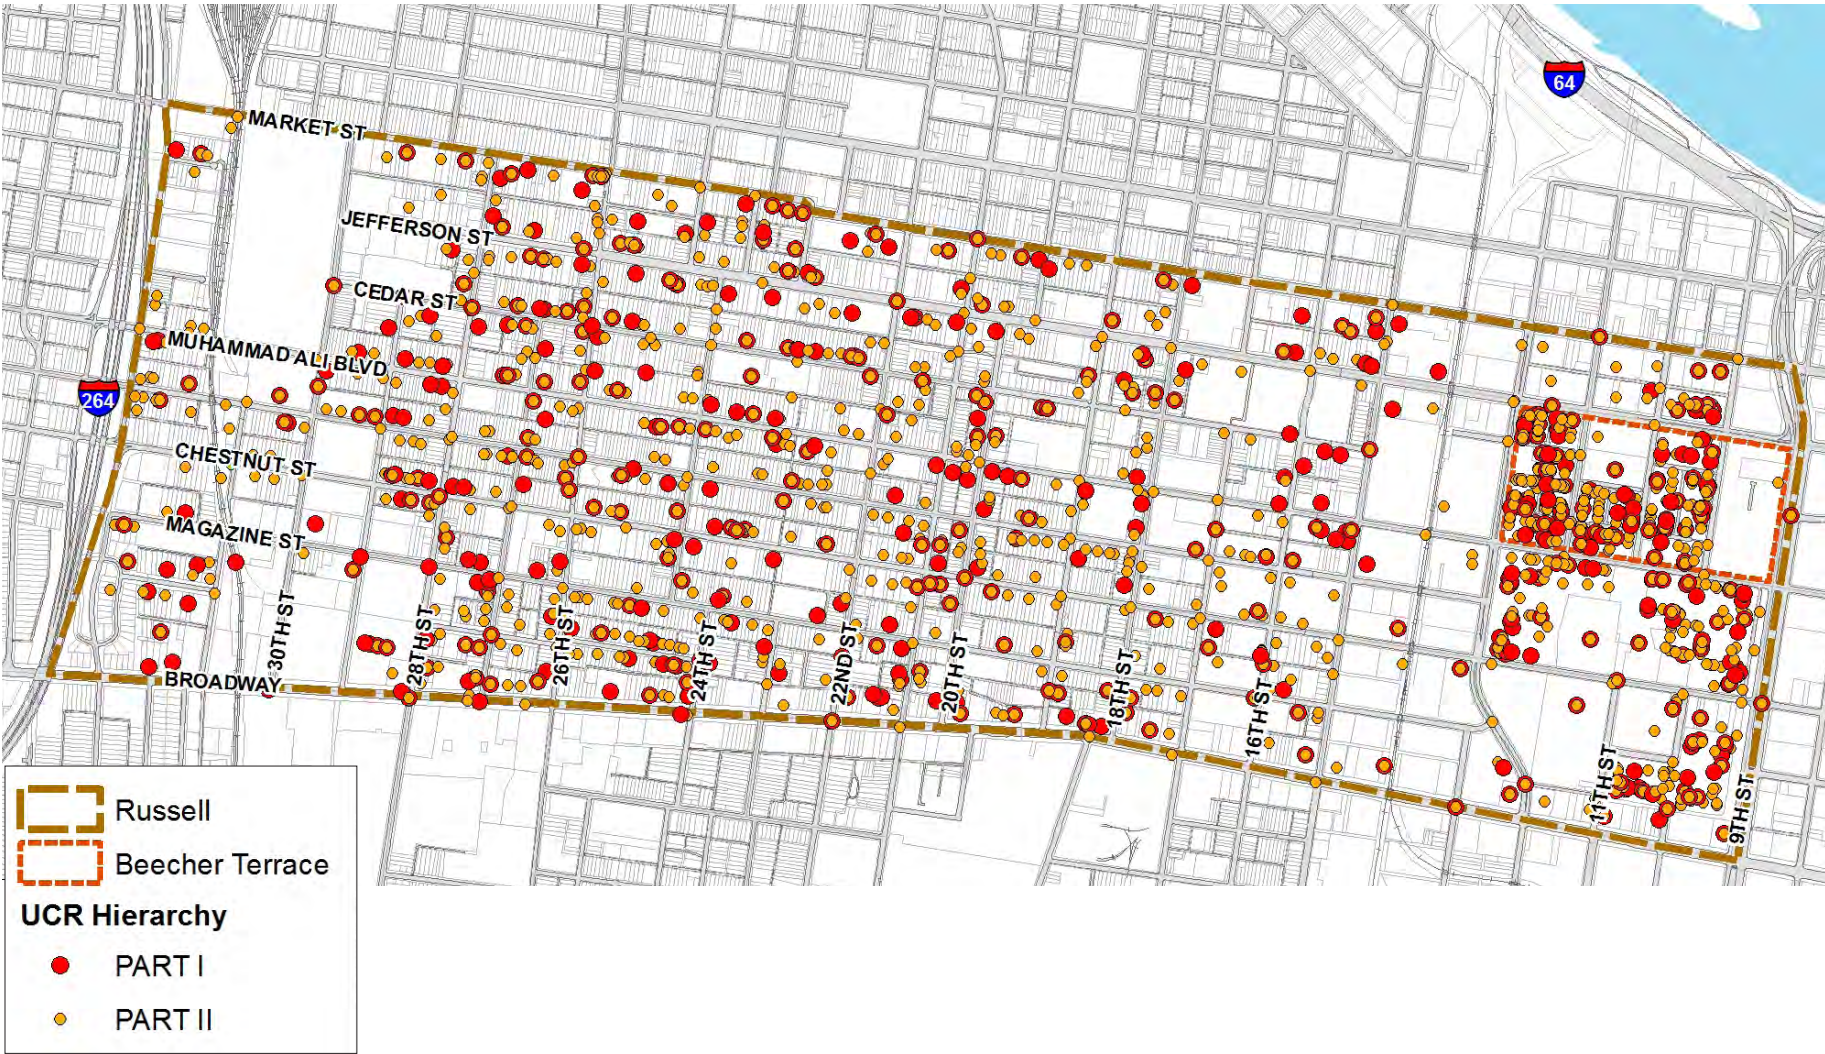 64
MARKET ST
JEFFERSON ST
CEDAR ST
MUHAMMAD ALI BLVD
264
CHESTNUT ST
MAGAZINE ST
30TH ST
28TH ST
26TH ST
24TH ST
22ND ST
20TH ST
18TH ST
16TH ST
11TH ST
9TH ST
BROADWAY
Russell
Beecher Terrace
UCR Hierarchy
PART I
PART II